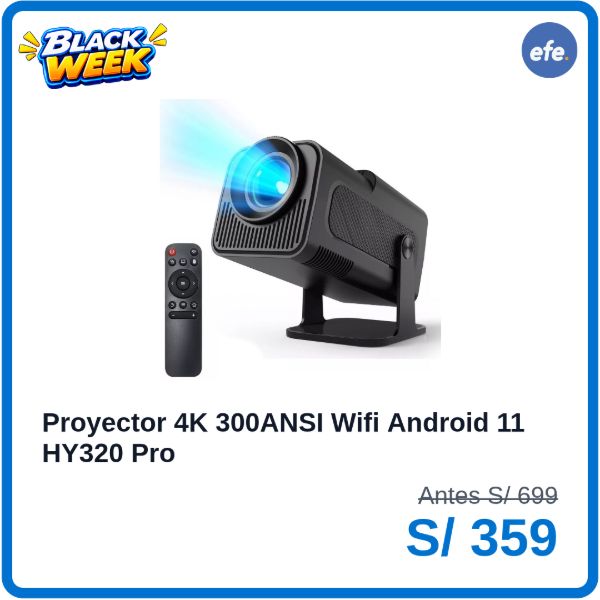 BLACK
WEEK
efe.
Proyector 4K 300ANSI Wifi Android 11
HY320 Pro
Antes S/ 699
S/ 359